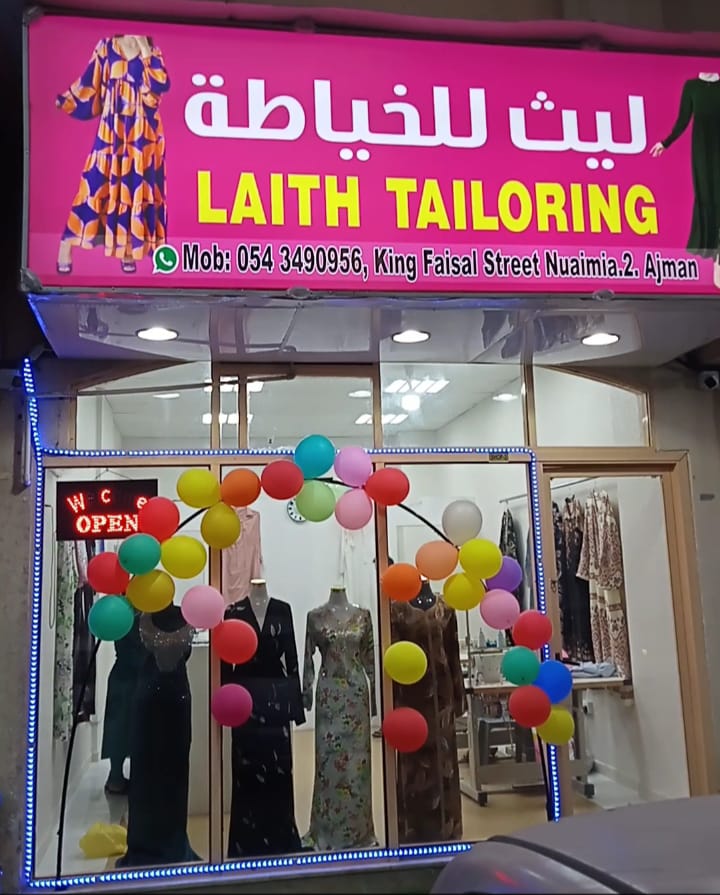 ليث للخياطة
LAITH TAILORING
Mob: 054 3490956, King Faisal Street Nuaimia.2. Ajman
W c e
OPEN